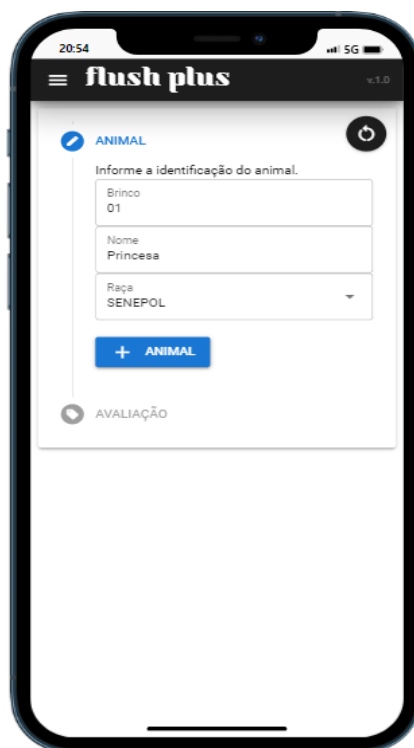 20:54
5G
flush plus
v.1.0
ANIMAL
Informe a identificação do animal.
Brinco
01
Nome
Princesa
Raça
SENEPOL
+ ANIMAL
AVALIAÇÃO